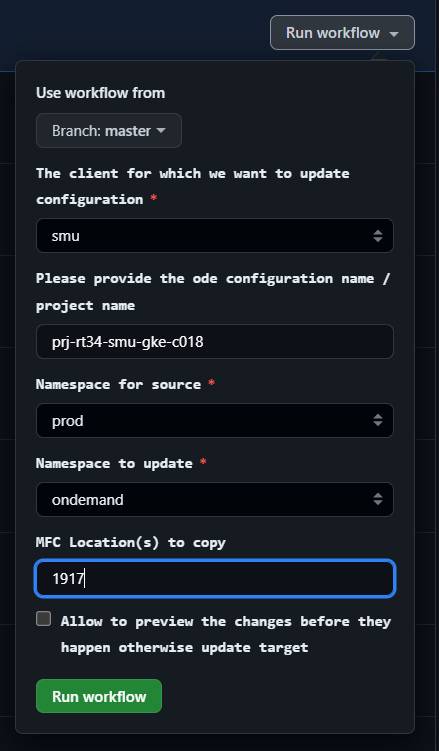 Run workflow
Use workflow from
Branch: master
The client for which we want to update
configuration *
smu
Please provide the ode configuration name /
project name
prj-rt34-smu-gke-c018
Namespace for source *
prod
Namespace to update *
ondemand
MFC Location(s) to copy
1917
Allow to preview the changes before they
happen otherwise update target
Run workflow